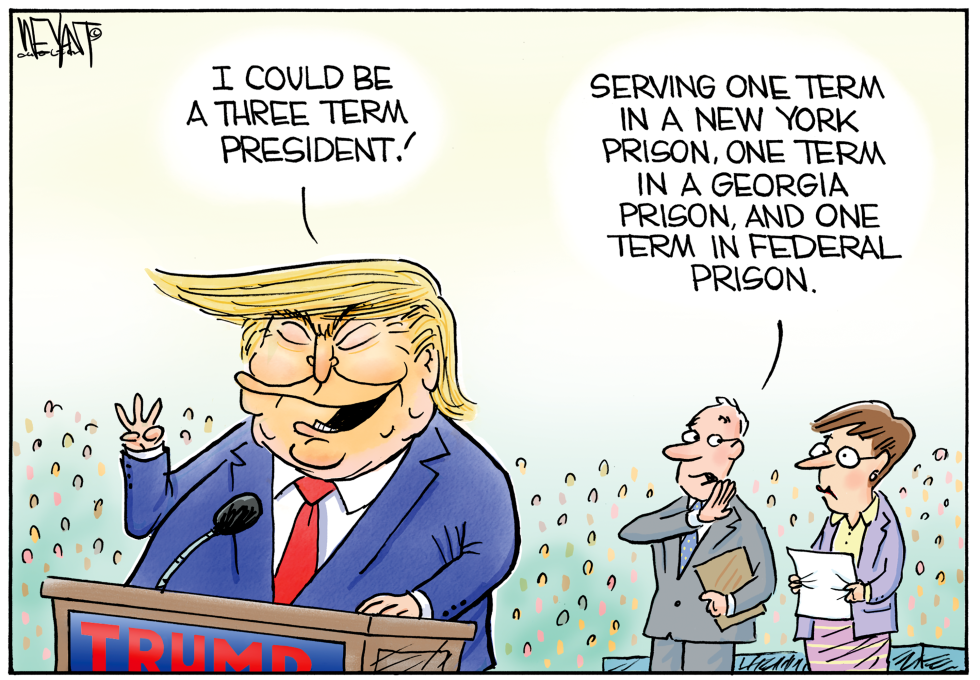 I COULD BE
A THREE TERM
PRESIDENT!
SERVING ONE TERM
IN A NEW YORK
PRISON, ONE TERM
IN A GEORGIA
PRISON, AND ONE
TERM IN FEDERAL
PRISON.
TRUMP